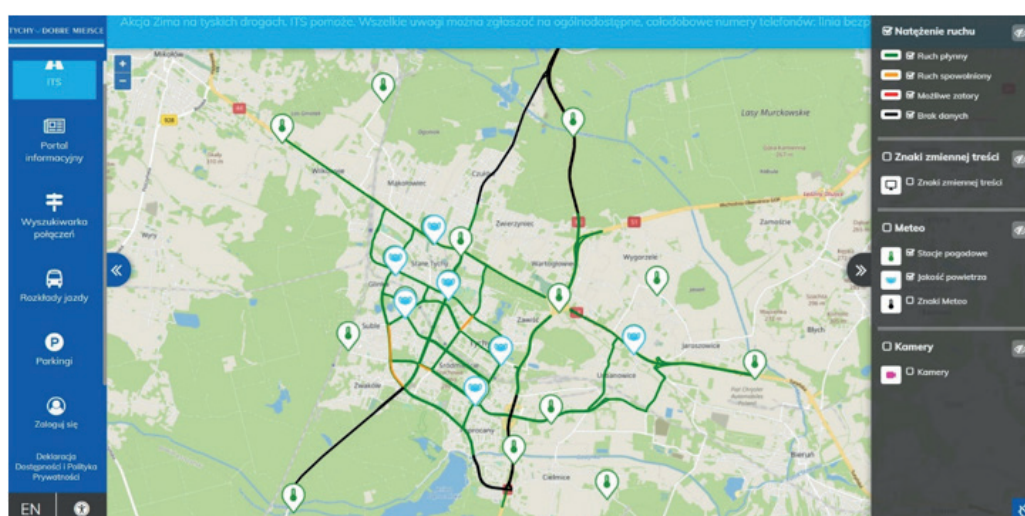 Akcja Zima na tyskich drogach. ITS pomoże. Wszelkie uwagi można zgłaszać na ogólnodostępne, całodobowe numery telefonów: linia bezp
TYCHY DOBRE MIEJSCE
ITS
Portal
informacyjny
Wyszukiwarka
połączeń
Rozkłady jazdy
P
Parkingi
Zaloguj się
Deklaracja
Dostępności i Polityka
Prywatności
EN
+
−
Mikołów
Wyry
Mąkołowiec
Czułów
Zwierzyniec
Lasy Murckowskie
Stare Tychy
Wartogłowiec
Wygorzele
Zamoście
Glinka
Suble
Zawiść
Tychy
Żwaków
Jaroszowice
Urbanowice
Cielmice
Bieruń
Błych
Natężenie ruchu
Ruch płynny
Ruch spowolniony
Możliwe zatory
Brak danych
Znaki zmiennej treści
Znaki zmiennej treści
Meteo
Stacje pogodowe
Jakość powietrza
Znaki Meteo
Kamery
Kamery